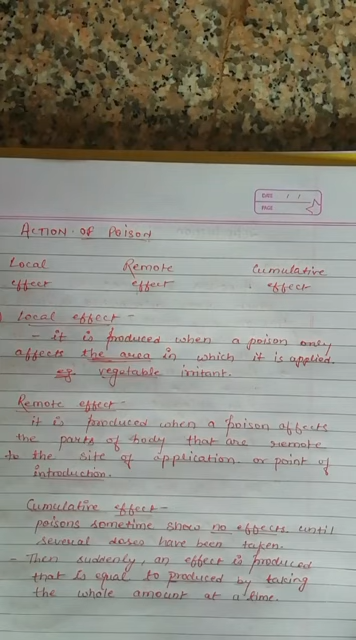 DATE / /
PAGE
ACTION OF POISON
Local Remote Cumulative
effect effect effect
Local effect -
- it is produced when a poison only
affects the area in which it is applied.
eg. vegetable irritant.
Remote effect -
it is produced when a poison affects
the parts of body that are remote
to the site of application or point of
introduction.
Cumulative effect -
poisons sometime show no effects until
several doses have been taken.
- Then suddenly, an effect is produced
that is equal to produced by taking
the whole amount at a time.